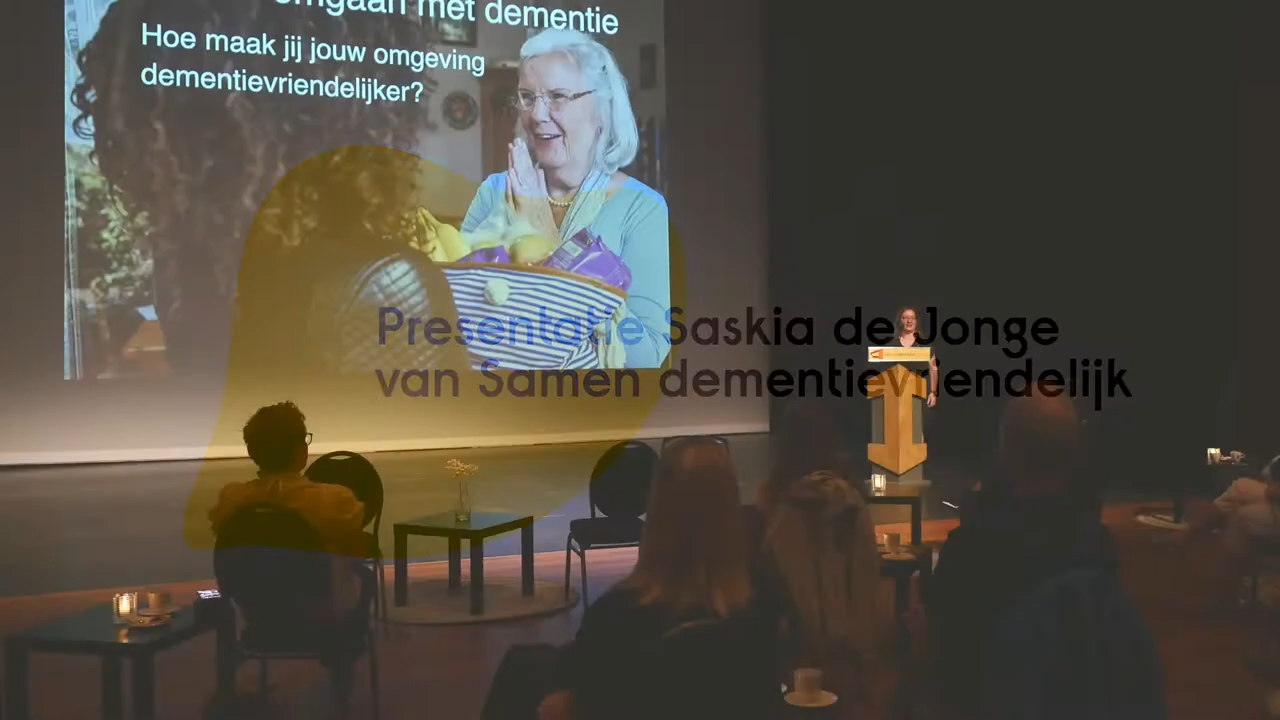 omgaan met dementie
Hoe maak jij jouw omgeving
dementievriendelijker?
Presentatie Saskia de Jonge
van Samen dementievriendelijk